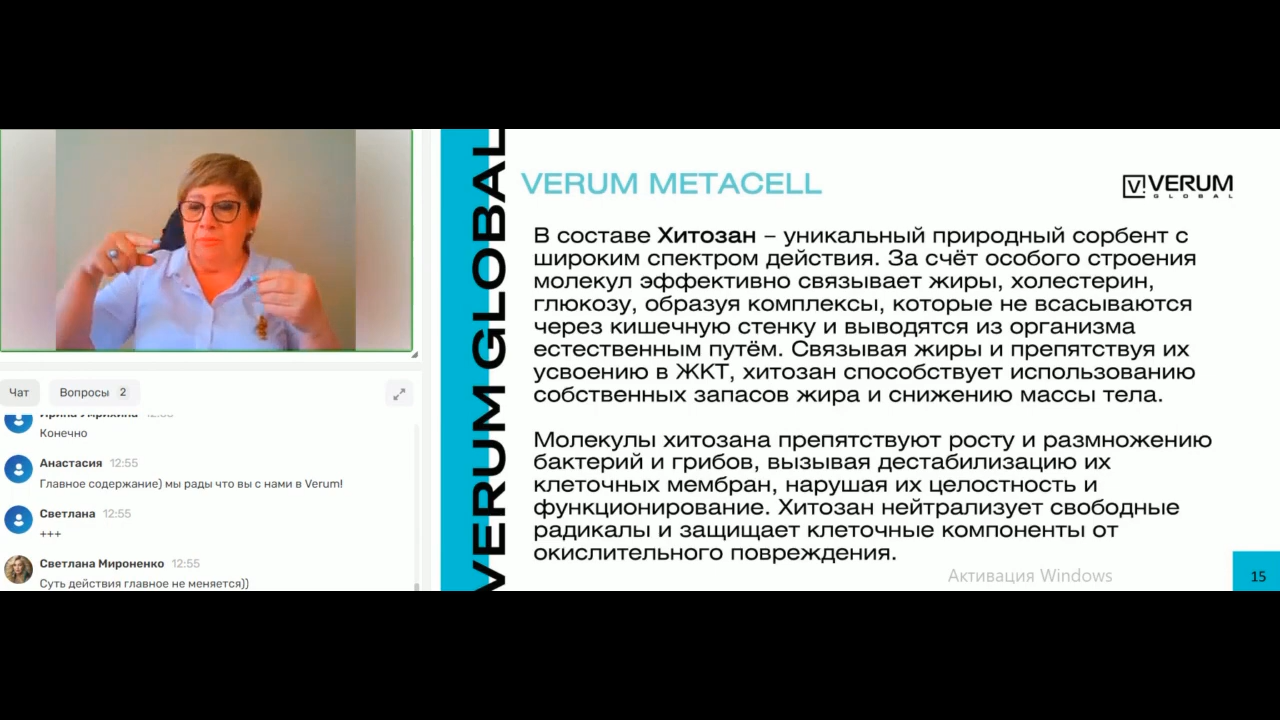 VERUM GLOBAL
VERUM METACELL
V! VERUM
GLOBAL
В составе Хитозан – уникальный природный сорбент с
широким спектром действия. За счёт особого строения
молекул эффективно связывает жиры, холестерин,
глюкозу, образуя комплексы, которые не всасываются
через кишечную стенку и выводятся из организма
естественным путём. Связывая жиры и препятствуя их
усвоению в ЖКТ, хитозан способствует использованию
собственных запасов жира и снижению массы тела.
Молекулы хитозана препятствуют росту и размножению
бактерий и грибов, вызывая дестабилизацию их
клеточных мембран, нарушая их целостность и
функционирование. Хитозан нейтрализует свободные
радикалы и защищает клеточные компоненты от
окислительного повреждения.
Активация Windows
15
Чат Вопросы 2
Конечно
Анастасия 12:55
Главное содержание) мы рады что вы с нами в Verum!
Светлана 12:55
+++
Светлана Мироненко 12:55
Суть действия главное не меняется))